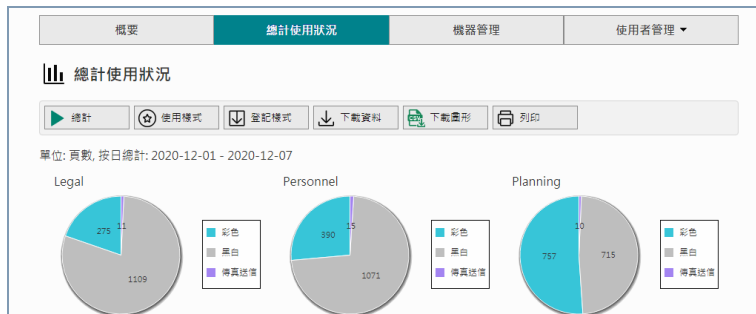 概要 總計使用狀況 機器管理 使用者管理
總計使用狀況
總計 使用樣式 登記樣式 下載資料 CSV 下載圖形 列印
單位: 頁數, 按日總計: 2020-12-01 - 2020-12-07
Legal Personnel Planning
275 11 1109
彩色
黑白
傳真送信
390 15 1071
彩色
黑白
傳真送信
757 10 715
彩色
黑白
傳真送信